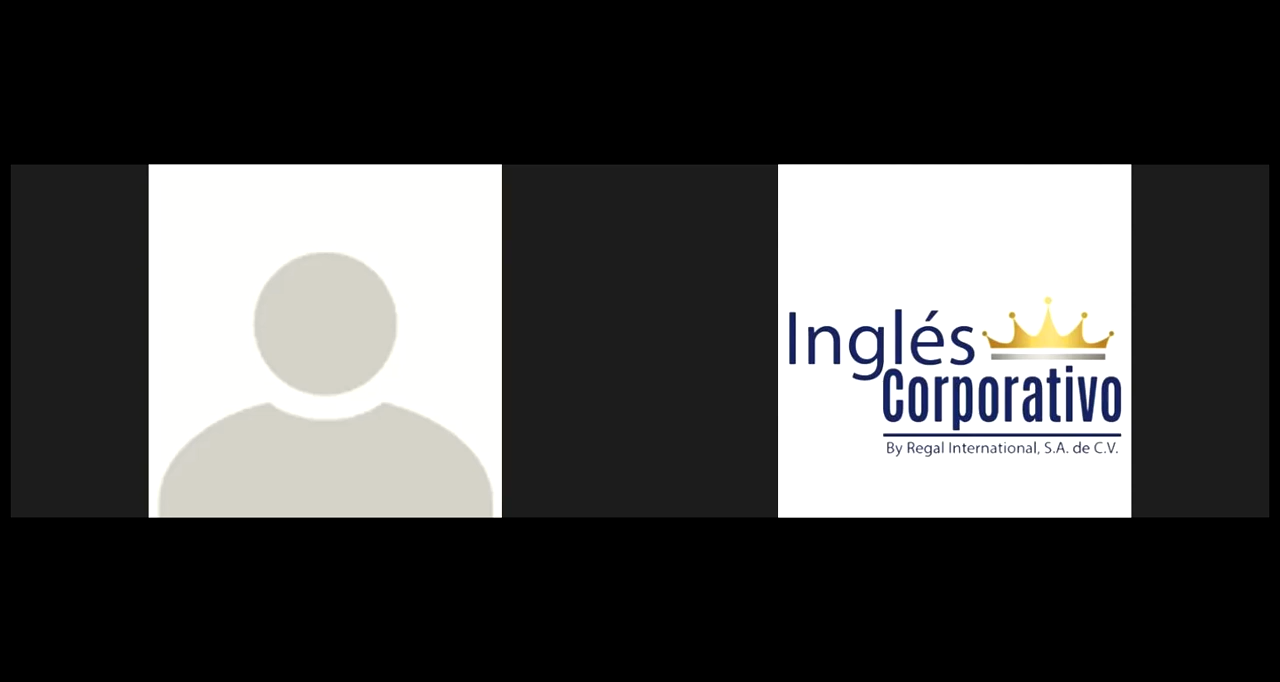 Inglés
Corporativo
By Regal International, S.A. de C.V.